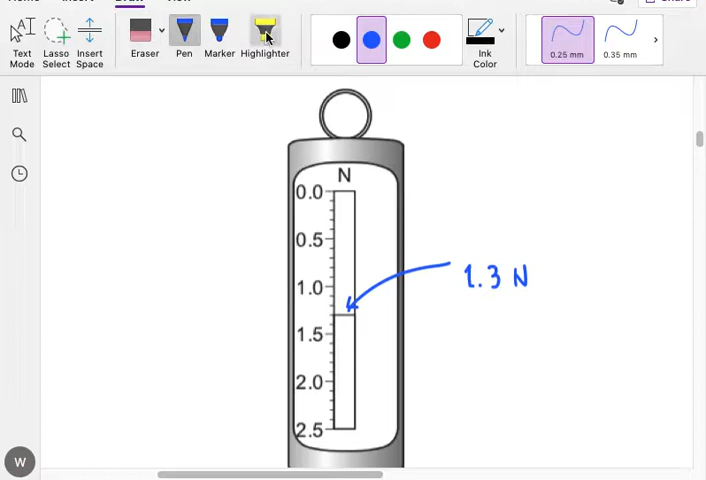 Share
Text Mode
Lasso Select
Insert Space
Eraser
Pen
Marker
Highlighter
Ink Color
0.25 mm
0.35 mm
N
0.0
0.5
1.0
1.5
2.0
2.5
1.3 N
W